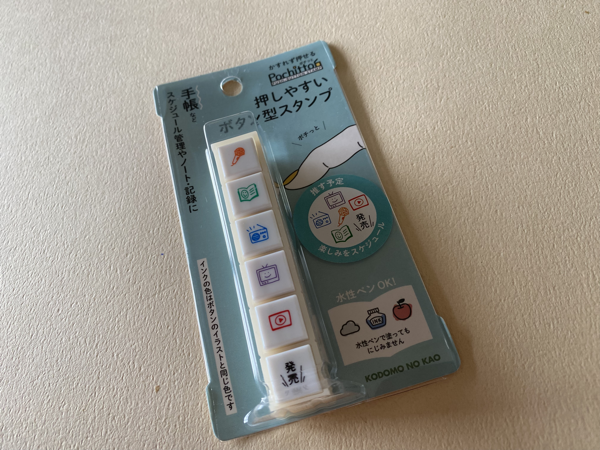 かすれず押せる
Pochitto6
押しやすい
ボタン型スタンプ
手帳など
スケジュール管理やノート・記録に
ポチっと
推す予定
発売
楽しみをスケジュール
発売
水性ペンOK!
INK
水性ペンで塗っても
にじみません
インクの色はボタンのイラストと同じ色です
KODOMO NO KAO